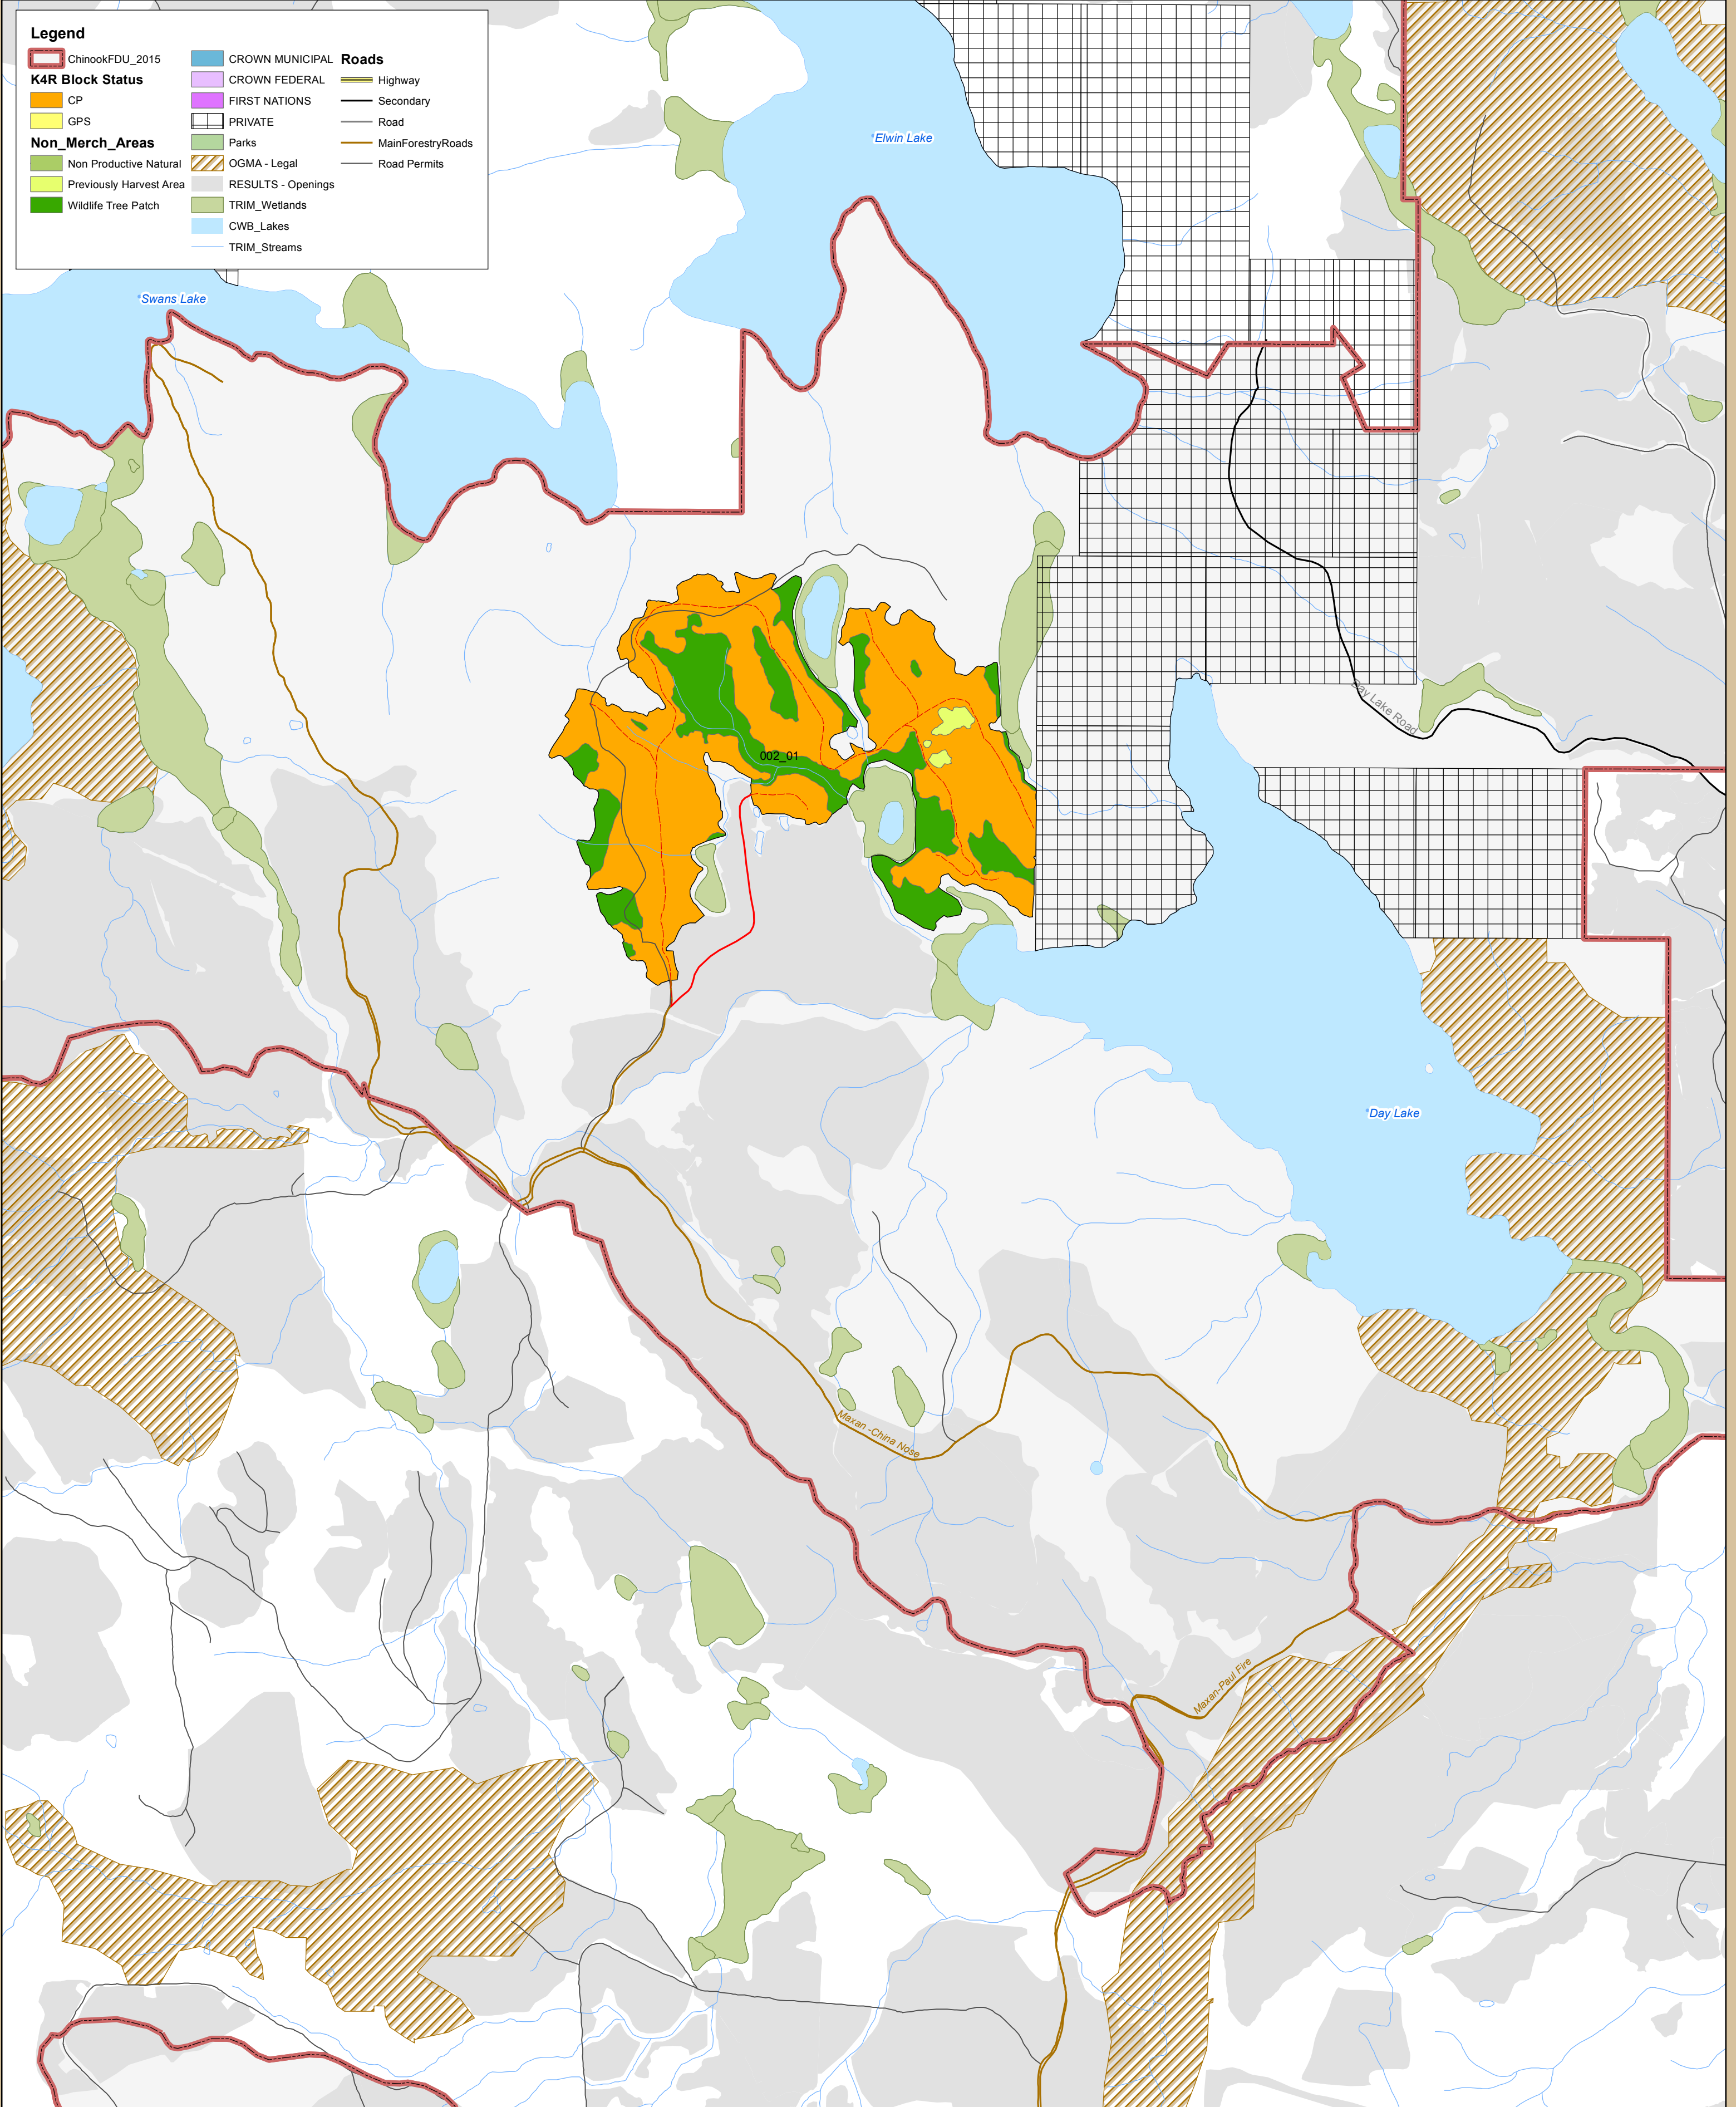 Legend
ChinookFDU_2015
K4R Block Status
CP
GPS
Non_Merch_Areas
Non Productive Natural
Previously Harvest Area
Wildlife Tree Patch
CROWN MUNICIPAL
CROWN FEDERAL
FIRST NATIONS
PRIVATE
Parks
OGMA - Legal
RESULTS - Openings
TRIM_Wetlands
CWB_Lakes
TRIM_Streams
Roads
Highway
Secondary
Road
MainForestryRoads
Road Permits
Elwin Lake
Swans Lake
Day Lake Road
002_01
Day Lake
Maxan -China Nose
Maxan-Paul Fire